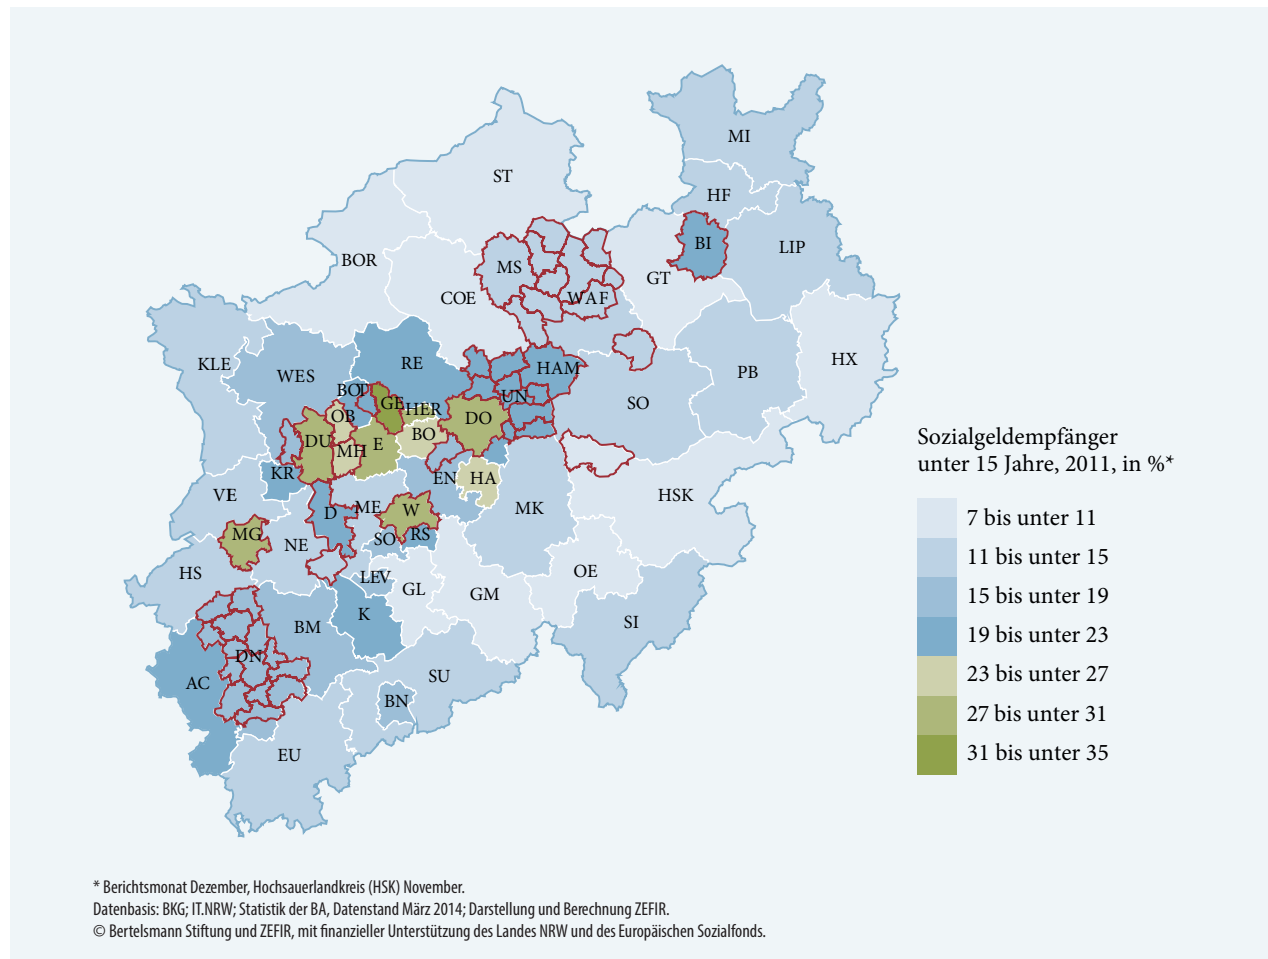 MI
ST
HF
BI
LIP
BOR
MS
GT
COE
WAF
HX
KLE
RE
HAM
PB
WES
BOT
UN
GE
HER
SO
OB
DO
DU
E
BO
MH
KR
EN
HA
VE
HSK
ME
MK
D
W
MG
SO
RS
NE
HS
LEV
OE
GL
GM
K
BM
SI
DN
SU
AC
BN
EU
Sozialgeldempfänger
unter 15 Jahre, 2011, in %*
7 bis unter 11
11 bis unter 15
15 bis unter 19
19 bis unter 23
23 bis unter 27
27 bis unter 31
31 bis unter 35
* Berichtsmonat Dezember, Hochsauerlandkreis (HSK) November.
Datenbasis: BKG; IT.NRW; Statistik der BA, Datenstand März 2014; Darstellung und Berechnung ZEFIR.
© Bertelsmann Stiftung und ZEFIR, mit finanzieller Unterstützung des Landes NRW und des Europäischen Sozialfonds.